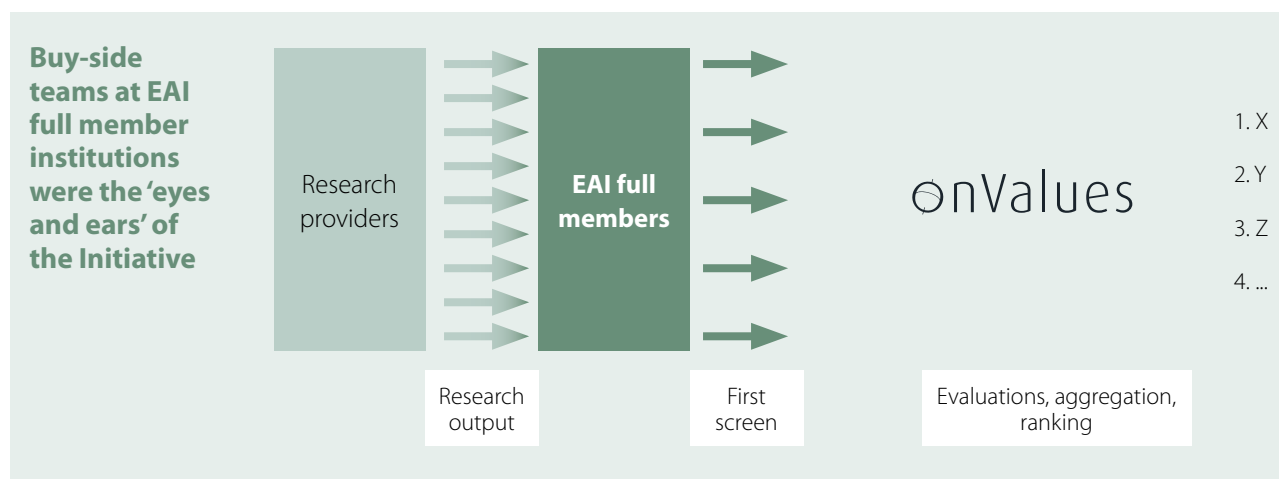 Buy-side
teams at EAI
full member
institutions
were the ‘eyes
and ears’ of
the Initiative
Research
providers
EAI full
members
onValues
1. X
2. Y
3. Z
4. ...
Research
output
First
screen
Evaluations, aggregation,
ranking